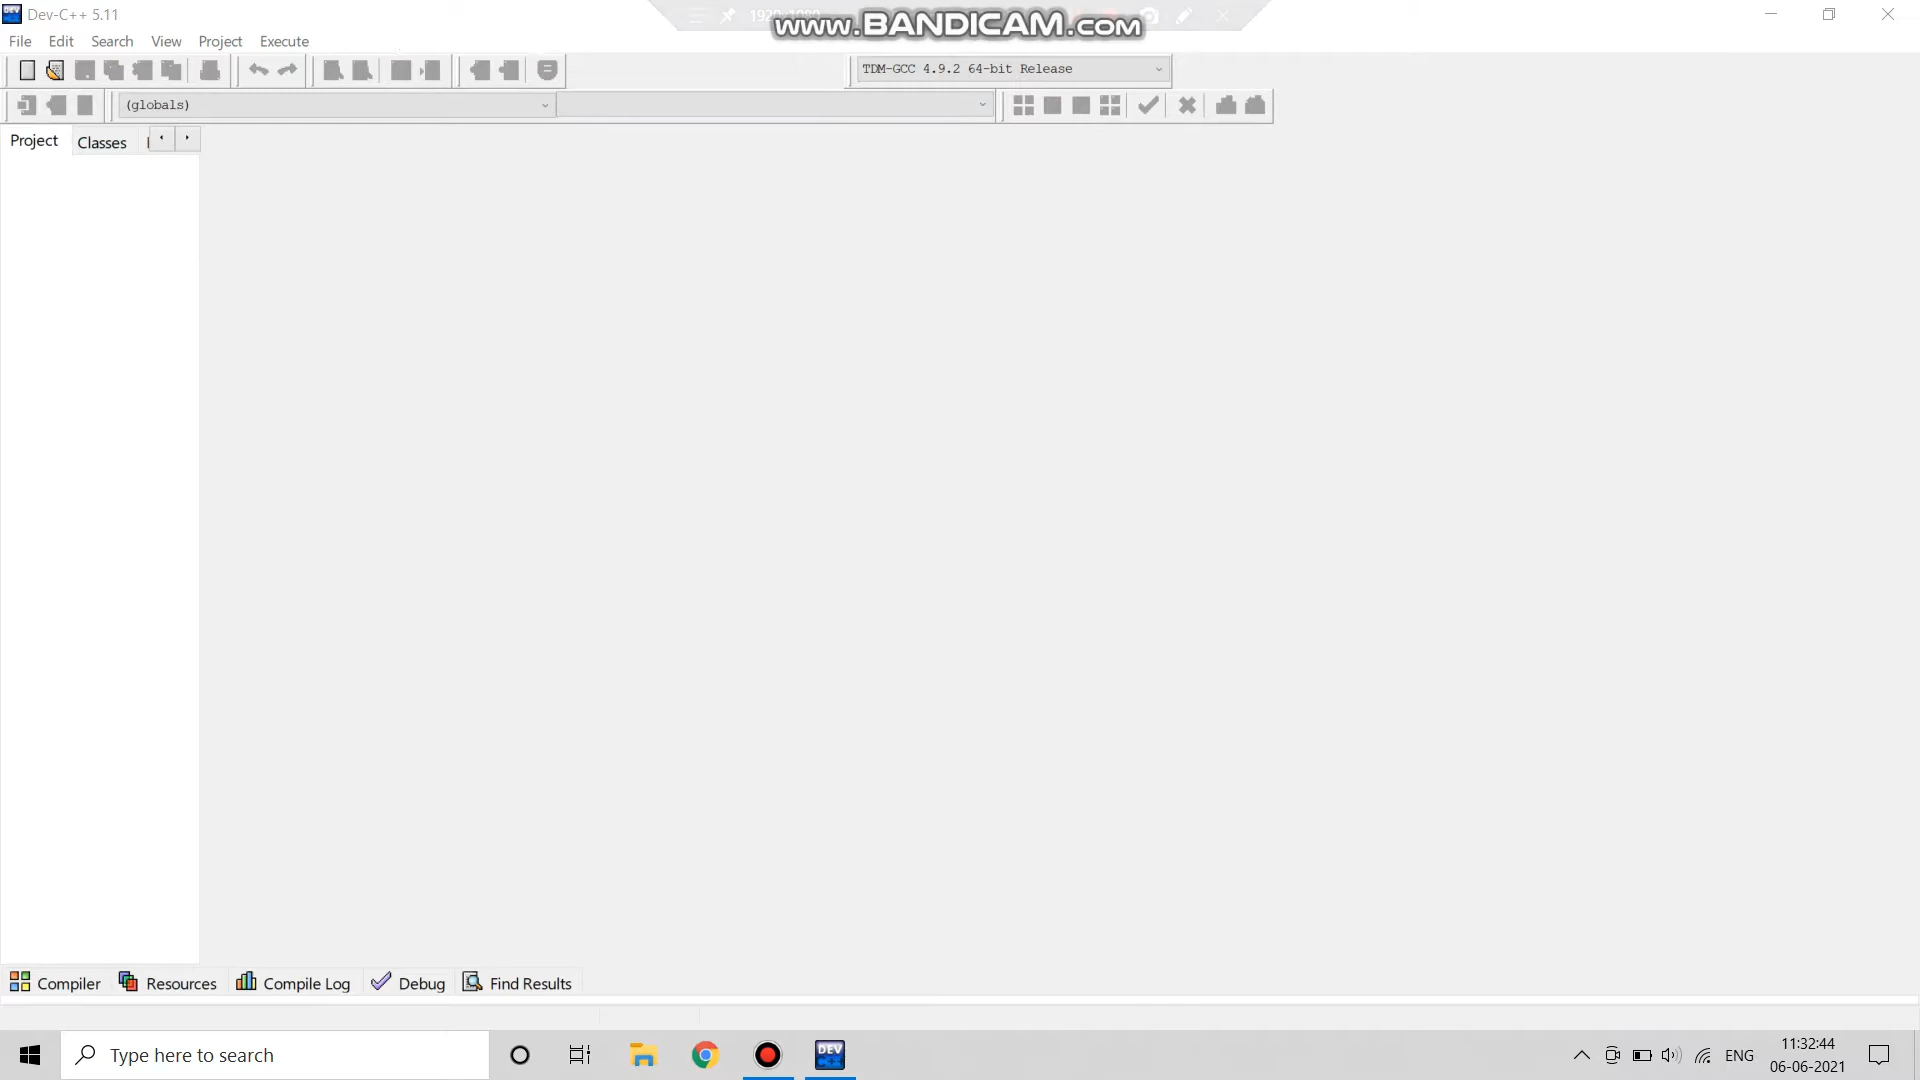 Dev-C++ 5.11
www.BANDICAM.com
File Edit Search View Project Execute
TDM-GCC 4.9.2 64-bit Release
(globals)
Project Classes
Compiler Resources Compile Log Debug Find Results
Type here to search
DEV C++
ENG
11:32:44
06-06-2021